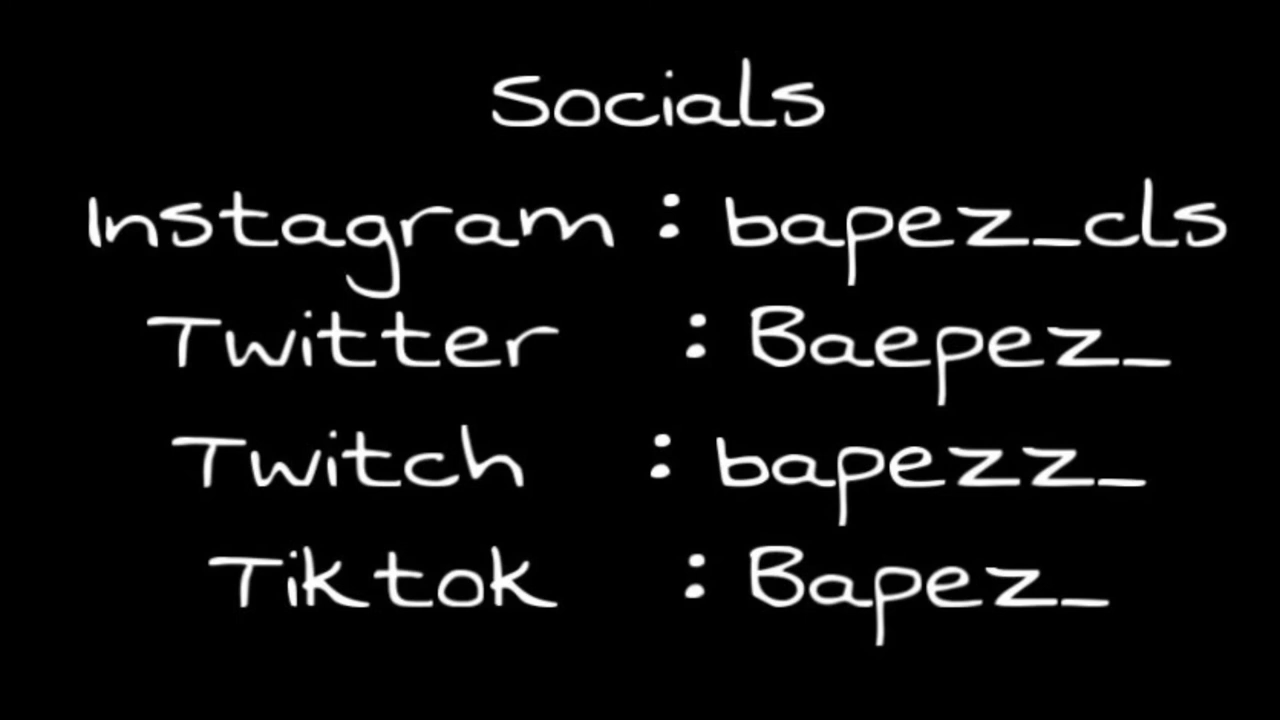 Socials
Instagram : bapez_cls
Twitter : Baepez_
Twitch : bapezz_
Tiktok : Bapez_